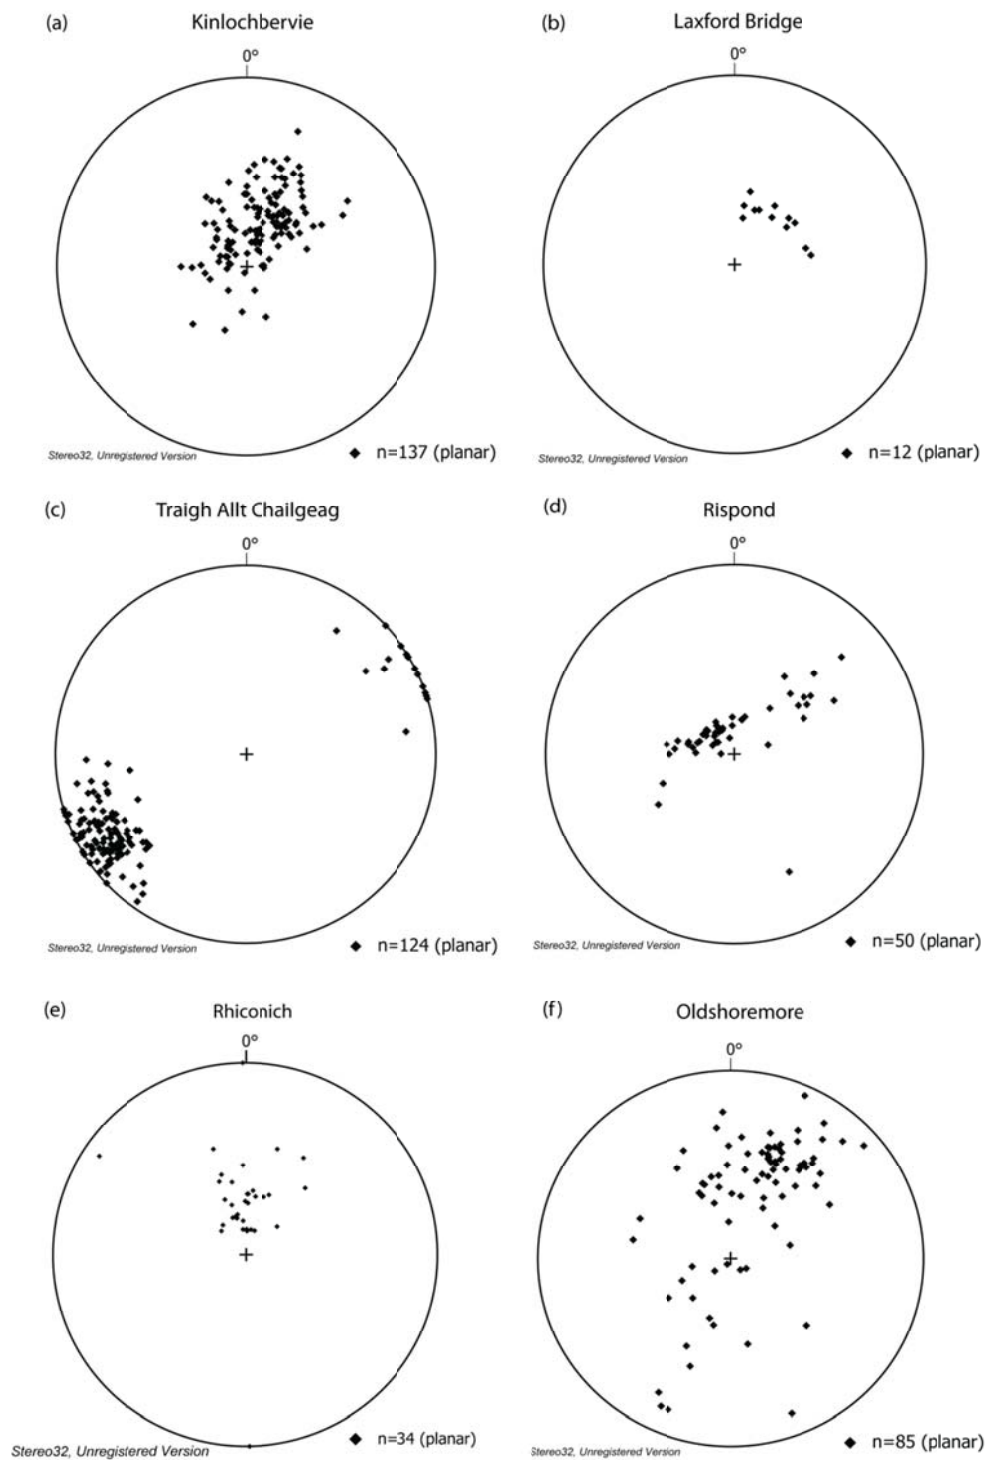 (a) Kinlochbervie
0°
Stereo32, Unregistered Version
n=137 (planar)
(b) Laxford Bridge
0°
Stereo32, Unregistered Version
n=12 (planar)
(c) Traigh Allt Chailgeag
0°
Stereo32, Unregistered Version
n=124 (planar)
(d) Rispond
0°
Stereo32, Unregistered Version
n=50 (planar)
(e) Rhiconich
0°
Stereo32, Unregistered Version
n=34 (planar)
(f) Oldshoremore
0°
Stereo32, Unregistered Version
n=85 (planar)